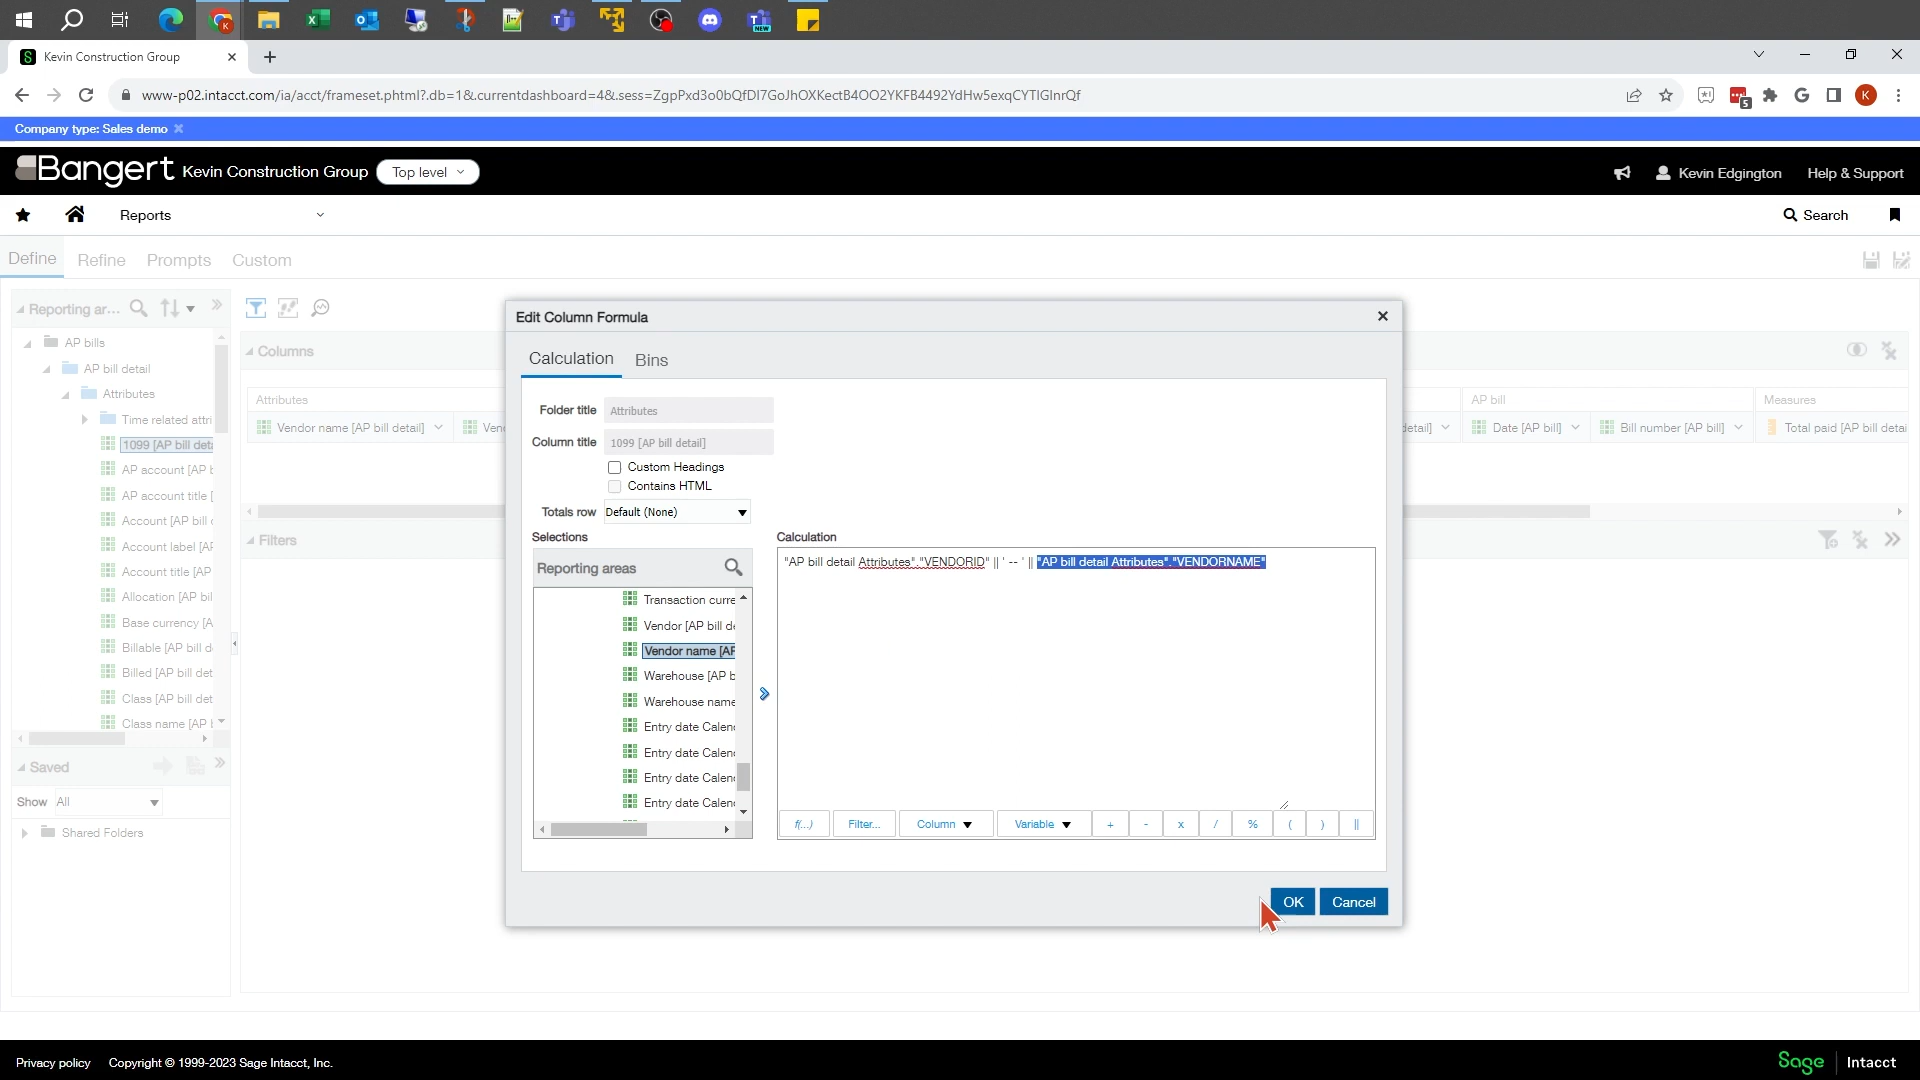 Kevin Construction Group
www-p02.intacct.com/ia/acct/frameset.phtml?.db=1&.currentdashboard=4&.sess=ZgpPxd3o0bQfDI7GoJhOXKectB4OO2YKFB4492YdHw5exqCYTIGlnrQf
5
K
Company type: Sales demo
Bangert Kevin Construction Group Top level
Kevin Edgington Help & Support
Reports
Search
Define Refine Prompts Custom
Reporting ar...
AP bills
AP bill detail
Attributes
Time related attri
1099 [AP bill deta
AP account [AP b
AP account title [
Account [AP bill d
Account label [AP
Account title [AP
Allocation [AP bil
Base currency [A
Billable [AP bill d
Billed [AP bill det
Class [AP bill det
Class name [AP b
Saved
Show All
Shared Folders
Columns
Attributes
Vendor name [AP bill detail]
Ven
Filters
Edit Column Formula
Calculation Bins
Folder title Attributes
Column title 1099 [AP bill detail]
Custom Headings
Contains HTML
Totals row Default (None)
Selections
Reporting areas
Transaction curre
Vendor [AP bill de
Vendor name [AP
Warehouse [AP b
Warehouse name
Entry date Calen
Entry date Calen
Entry date Calen
Entry date Calen
Calculation
"AP bill detail Attributes"."VENDORID" || ' -- ' || "AP bill detail Attributes"."VENDORNAME"
f(...) Filter... Column Variable + - x / % ( ) ||
OK Cancel
AP bill Measures
detail] Date [AP bill] Bill number [AP bill] Total paid [AP bill detai
Privacy policy Copyright © 1999-2023 Sage Intacct, Inc.
Sage Intacct